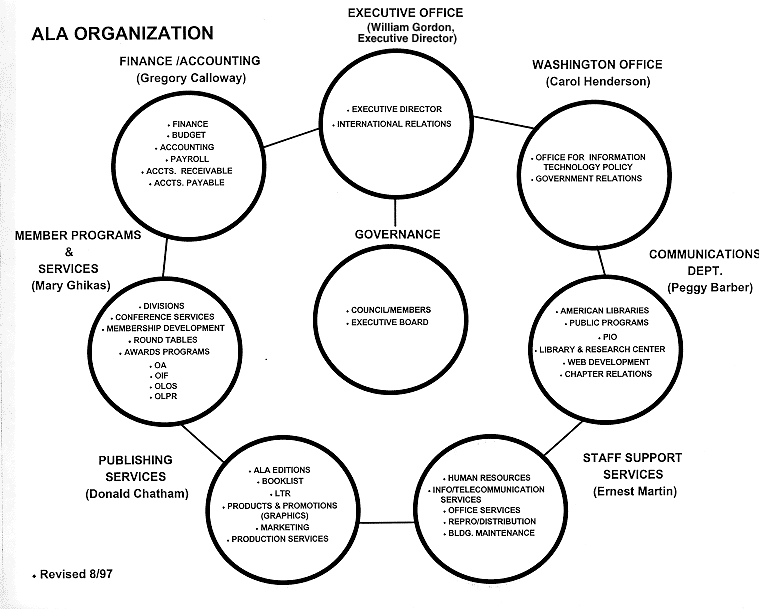 ALA ORGANIZATION
EXECUTIVE OFFICE
(William Gordon,
Executive Director)
• EXECUTIVE DIRECTOR
• INTERNATIONAL RELATIONS
FINANCE /ACCOUNTING
(Gregory Calloway)
• FINANCE
• BUDGET
• ACCOUNTING
• PAYROLL
• ACCTS. RECEIVABLE
• ACCTS. PAYABLE
WASHINGTON OFFICE
(Carol Henderson)
• OFFICE FOR INFORMATION
TECHNOLOGY POLICY
• GOVERNMENT RELATIONS
GOVERNANCE
• COUNCIL/MEMBERS
• EXECUTIVE BOARD
MEMBER PROGRAMS
&
SERVICES
(Mary Ghikas)
• DIVISIONS
• CONFERENCE SERVICES
• MEMBERSHIP DEVELOPMENT
• ROUND TABLES
• AWARDS PROGRAMS
• OA
• OIF
• OLOS
• OLPR
COMMUNICATIONS
DEPT.
(Peggy Barber)
• AMERICAN LIBRARIES
• PUBLIC PROGRAMS
• PIO
• LIBRARY & RESEARCH CENTER
• WEB DEVELOPMENT
• CHAPTER RELATIONS
PUBLISHING
SERVICES
(Donald Chatham)
• ALA EDITIONS
• BOOKLIST
• LTR
• PRODUCTS & PROMOTIONS
(GRAPHICS)
• MARKETING
• PRODUCTION SERVICES
STAFF SUPPORT
SERVICES
(Ernest Martin)
• HUMAN RESOURCES
• INFO/TELECOMMUNICATION
SERVICES
• OFFICE SERVICES
• REPRO/DISTRIBUTION
• BLDG. MAINTENANCE
• Revised 8/97